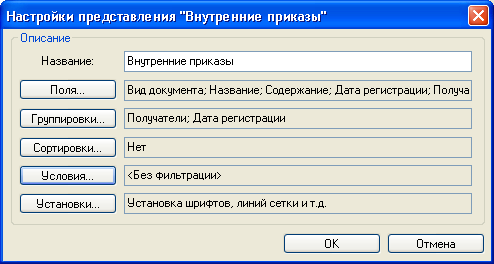 Настройки представления "Внутренние приказы"
Описание
Название: Внутренние приказы
Поля... Вид документа; Название; Содержание; Дата регистрации; Получа
Группировки... Получатели; Дата регистрации
Сортировки... Нет
Условия... <Без фильтрации>
Установки... Установка шрифтов, линий сетки и т.д.
OK Отмена